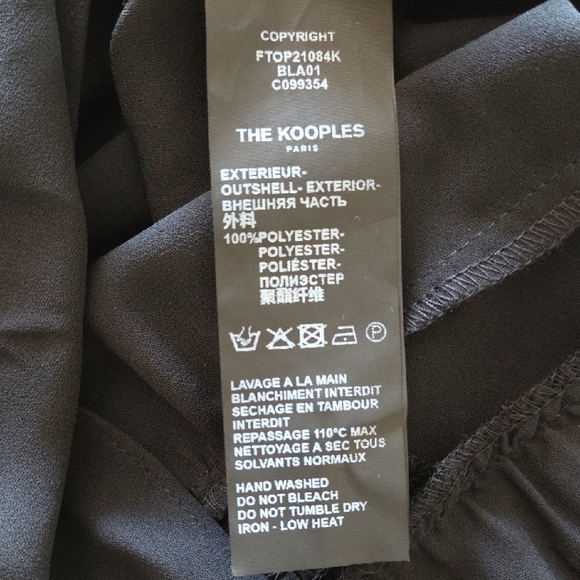 COPYRIGHT
FTOP21084K
BLA01
C099354
THE KOOPLES
PARIS
EXTERIEUR-
OUTSHELL- EXTERIOR-
ВНЕШНЯЯ ЧАСТЬ
外料
100%POLYESTER-
POLYESTER-
POLIÉSTER-
ПОЛИЭСТЕР
聚酯纤维
P
LAVAGE A LA MAIN
BLANCHIMENT INTERDIT
SECHAGE EN TAMBOUR
INTERDIT
REPASSAGE 110°C MAX
NETTOYAGE A SEC TOUS
SOLVANTS NORMAUX
HAND WASHED
DO NOT BLEACH
DO NOT TUMBLE DRY
IRON - LOW HEAT